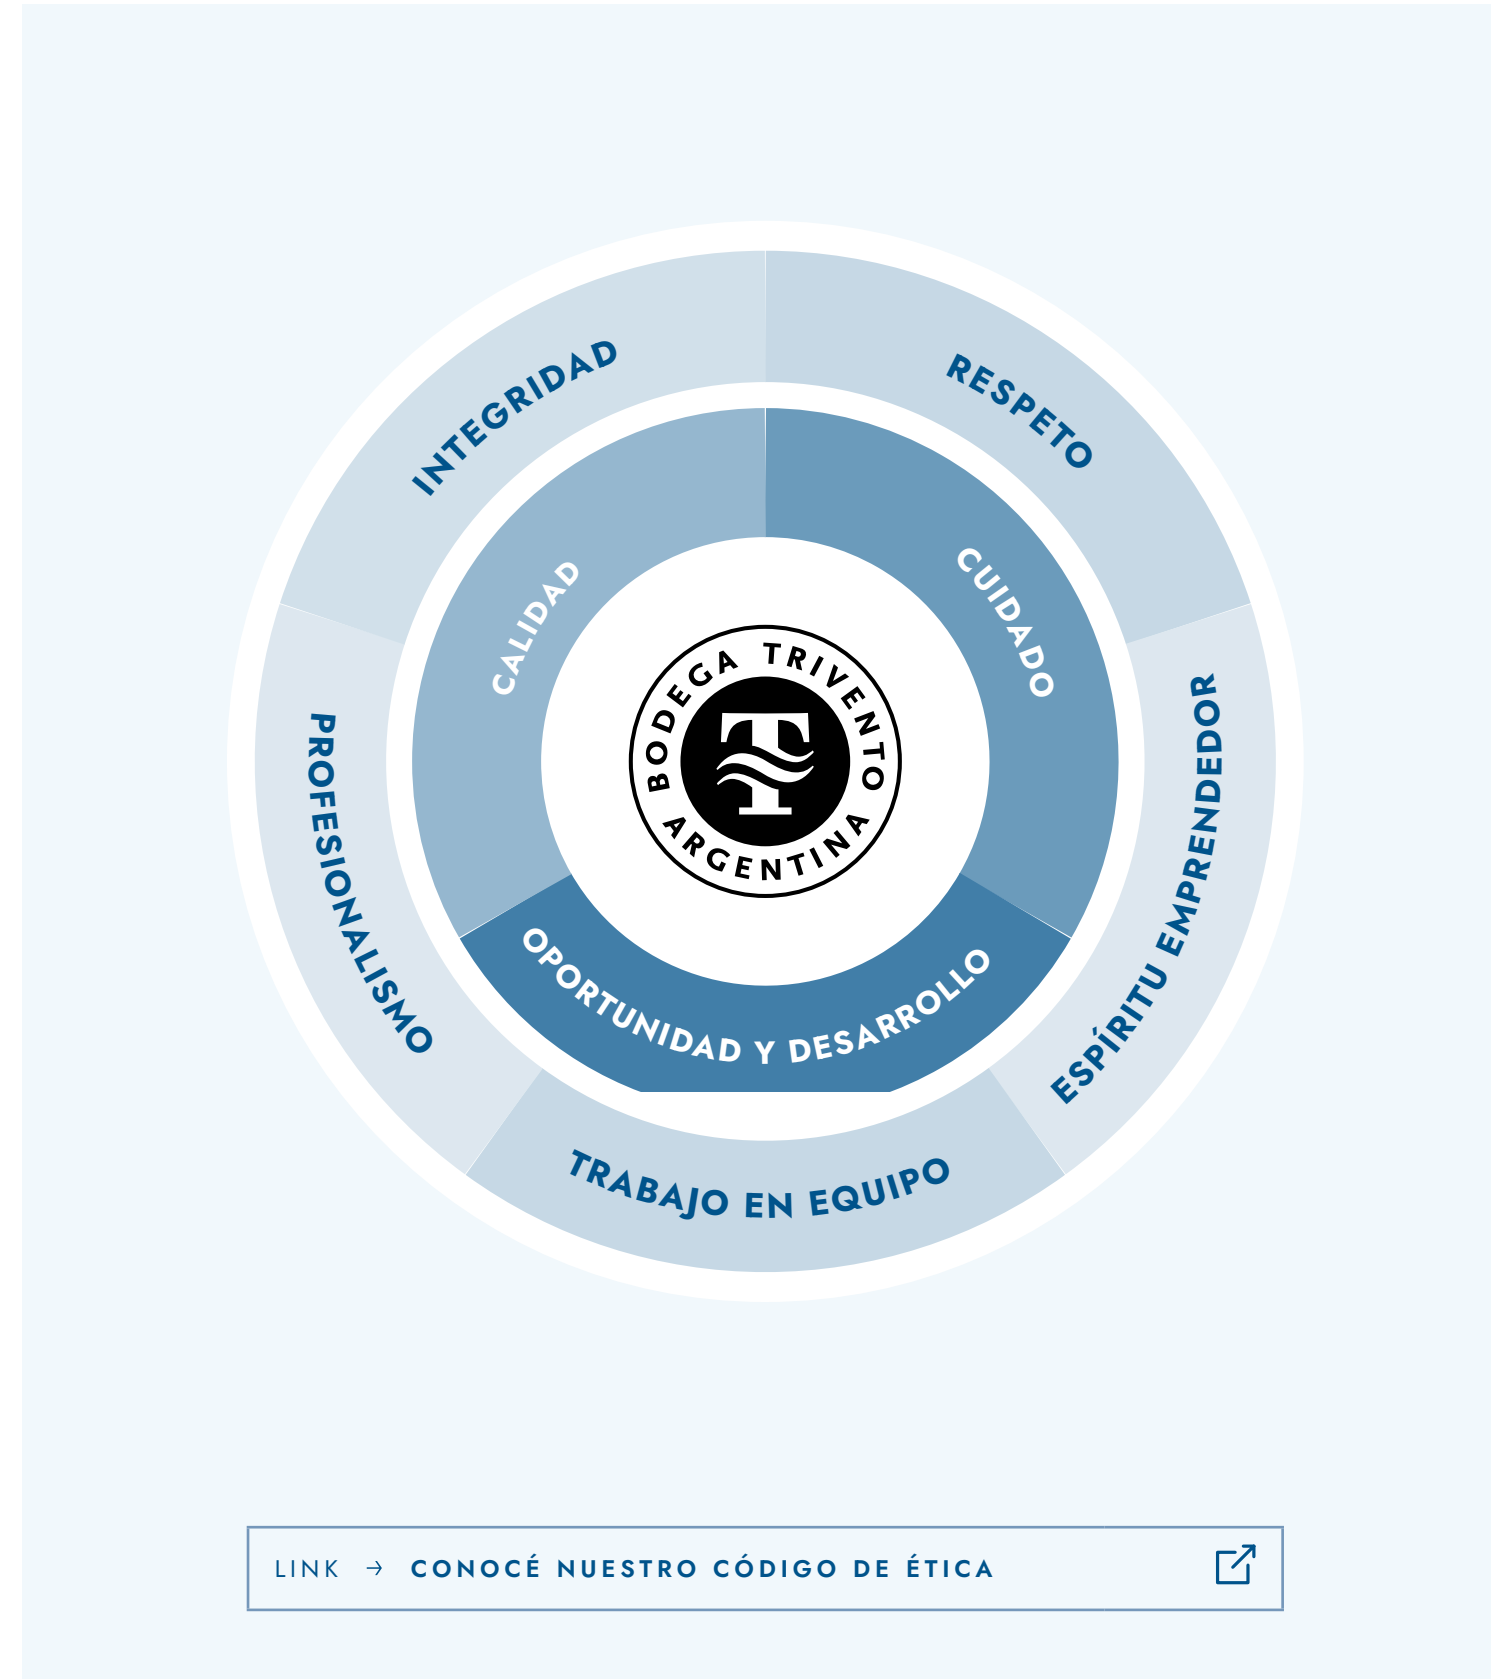 INTEGRIDAD
RESPETO
CALIDAD
CUIDADO
BODEGA TRIVENTO
ARGENTINA
T
PROFESIONALISMO
ESPÍRITU EMPRENDEDOR
OPORTUNIDAD Y DESARROLLO
TRABAJO EN EQUIPO
LINK → CONOCÉ NUESTRO CÓDIGO DE ÉTICA